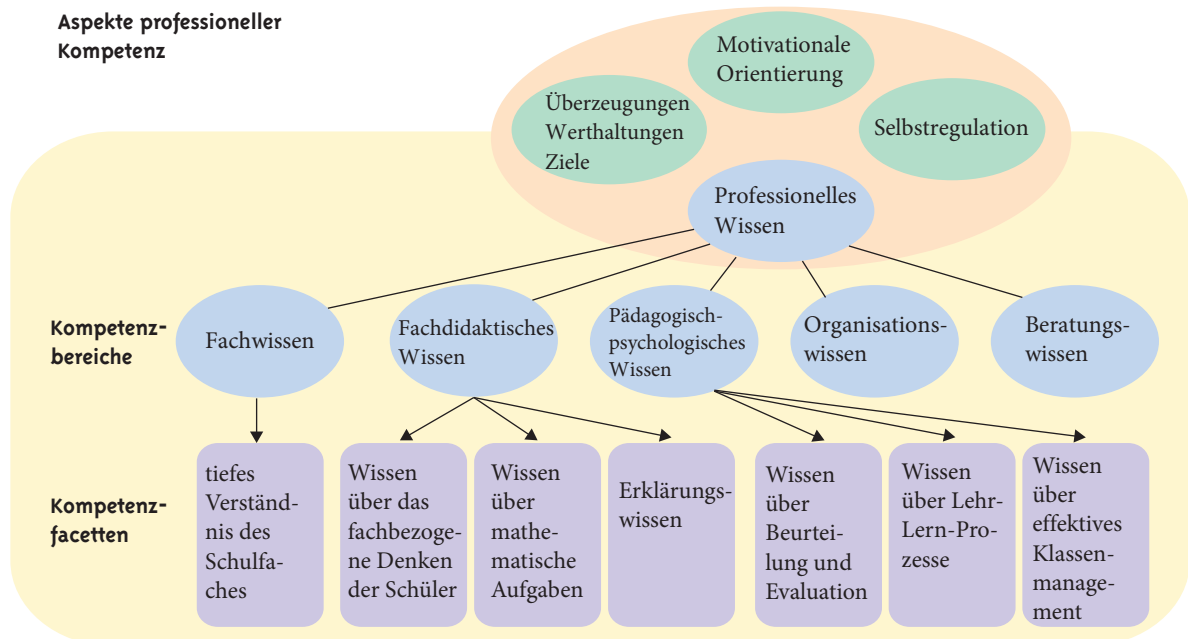 Aspekte professioneller
Kompetenz
Motivationale
Orientierung
Überzeugungen
Werthaltungen
Ziele
Selbstregulation
Professionelles
Wissen
Kompetenz-
bereiche
Fachwissen
Fachdidaktisches
Wissen
Pädagogisch-
psychologisches
Wissen
Organisations-
wissen
Beratungs-
wissen
Kompetenz-
facetten
tiefes
Verständ-
nis des
Schulfa-
ches
Wissen
über das
fachbezoge-
ne Denken
der Schüler
Wissen
über
mathe-
matische
Aufgaben
Erklärungs-
wissen
Wissen
über
Beurtei-
lung und
Evaluation
Wissen
über Lehr-
Lern-Pro-
zesse
Wissen
über
effektives
Klassen-
manage-
ment